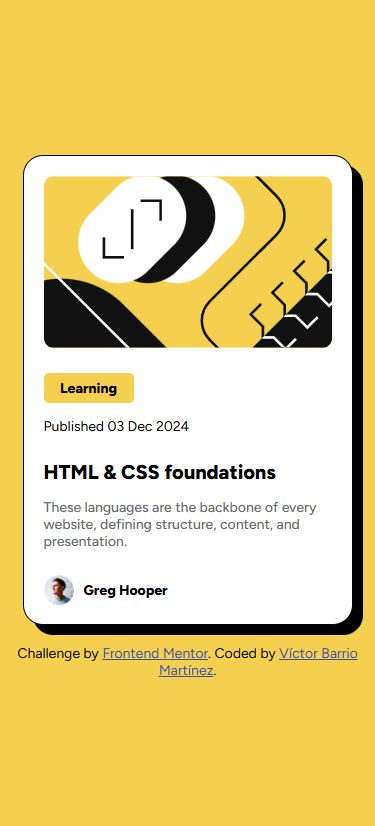 Learning
Published 03 Dec 2024
HTML & CSS foundations
These languages are the backbone of every
website, defining structure, content, and
presentation.
Greg Hooper
Challenge by Frontend Mentor. Coded by Víctor Barrio
Martínez.